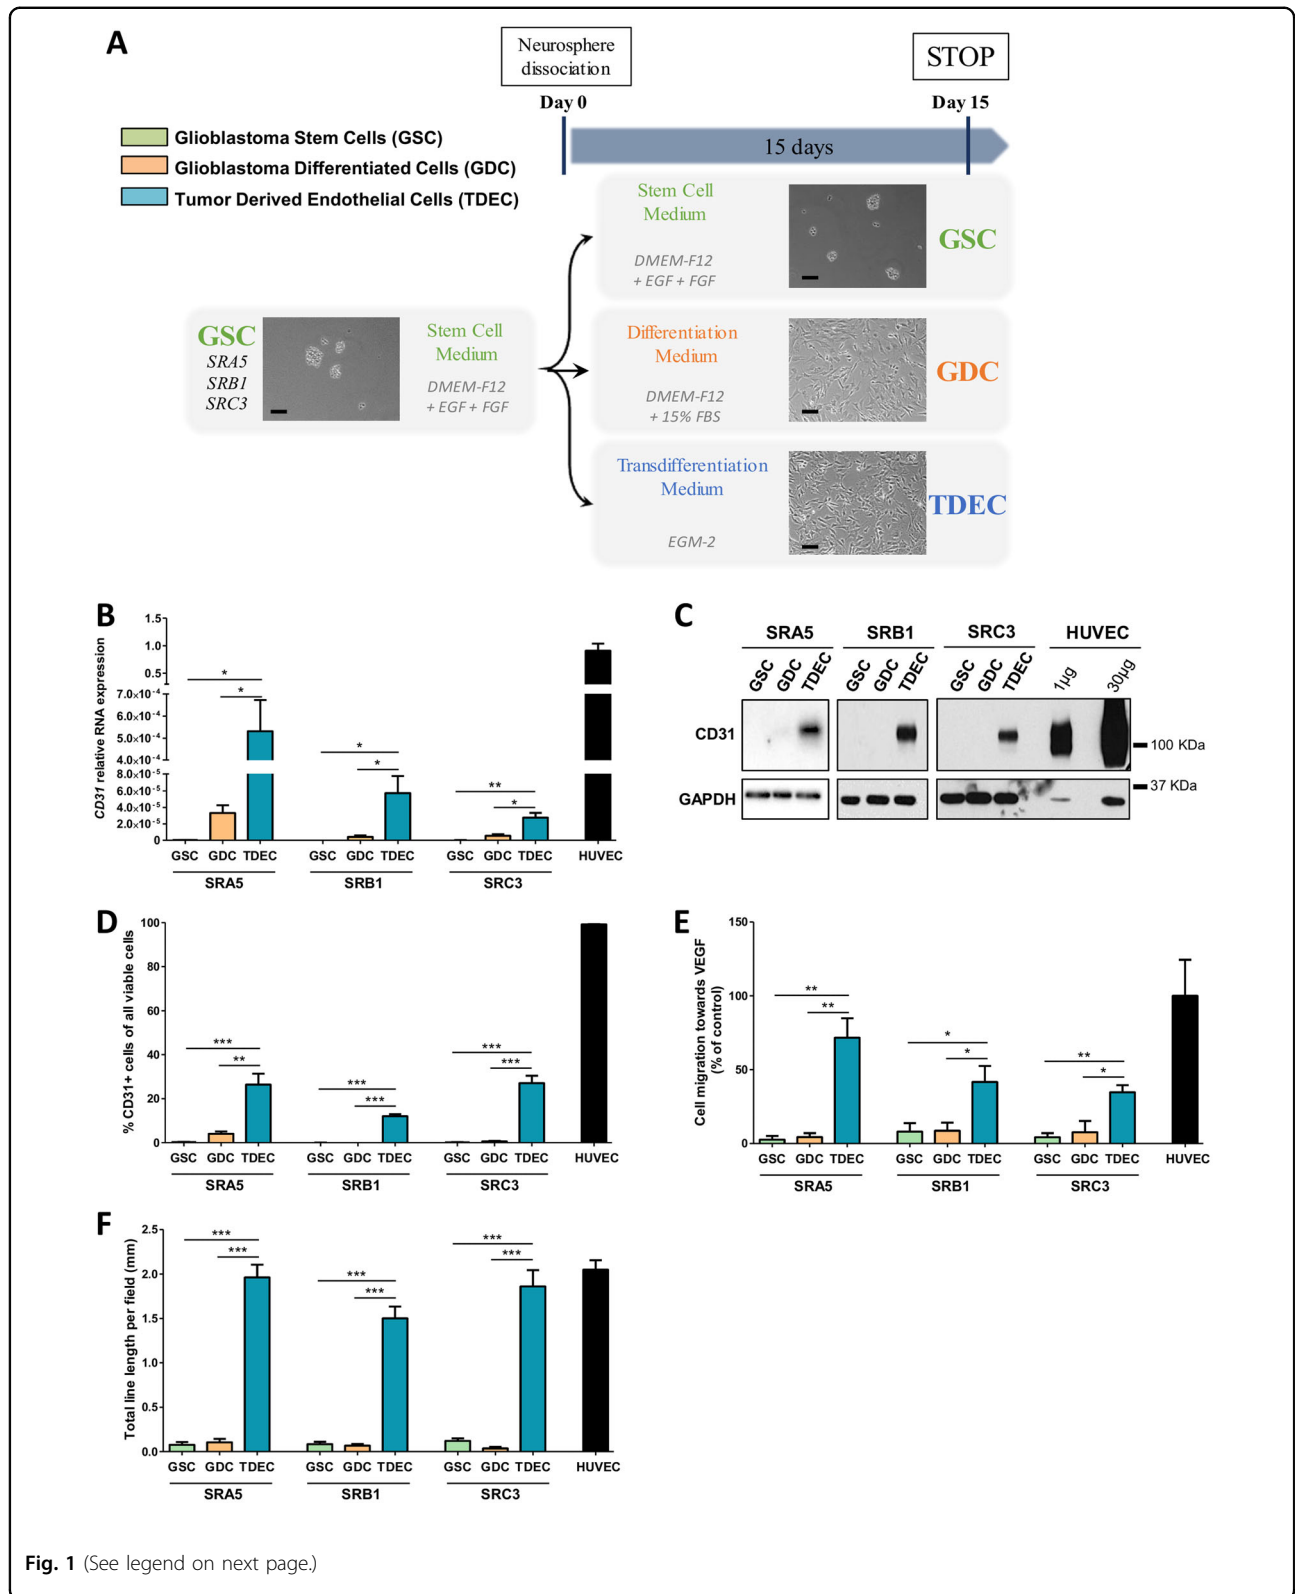 A
Neurosphere
dissociation
STOP
Day 0
Day 15
15 days
Glioblastoma Stem Cells (GSC)
Glioblastoma Differentiated Cells (GDC)
Tumor Derived Endothelial Cells (TDEC)
Stem Cell
Medium
DMEM-F12
+ EGF + FGF
GSC
GSC
SRA5
SRB1
SRC3
Stem Cell
Medium
DMEM-F12
+ EGF + FGF
Differentiation
Medium
DMEM-F12
+ 15% FBS
GDC
Transdifferentiation
Medium
EGM-2
TDEC
B
CD31 relative RNA expression
1.5
1.0
0.5
7.0×10⁻⁴
6.0×10⁻⁴
5.0×10⁻⁴
4.0×10⁻⁴
8.0×10⁻⁵
6.0×10⁻⁵
4.0×10⁻⁵
2.0×10⁻⁵
0
* * * * ** *
GSC GDC TDEC GSC GDC TDEC GSC GDC TDEC HUVEC
SRA5 SRB1 SRC3
C
SRA5 SRB1 SRC3 HUVEC
GSC GDC TDEC GSC GDC TDEC GSC GDC TDEC 1µg 30µg
CD31
100 KDa
GAPDH
37 KDa
D
% CD31+ cells of all viable cells
100
80
60
40
20
0
*** ** *** *** *** ***
GSC GDC TDEC GSC GDC TDEC GSC GDC TDEC HUVEC
SRA5 SRB1 SRC3
E
Cell migration towards VEGF
(% of control)
150
100
50
0
** ** * * ** *
GSC GDC TDEC GSC GDC TDEC GSC GDC TDEC HUVEC
SRA5 SRB1 SRC3
F
Total line length per field (mm)
2.5
2.0
1.5
1.0
0.5
0.0
*** *** *** *** *** ***
GSC GDC TDEC GSC GDC TDEC GSC GDC TDEC HUVEC
SRA5 SRB1 SRC3
Fig. 1 (See legend on next page.)